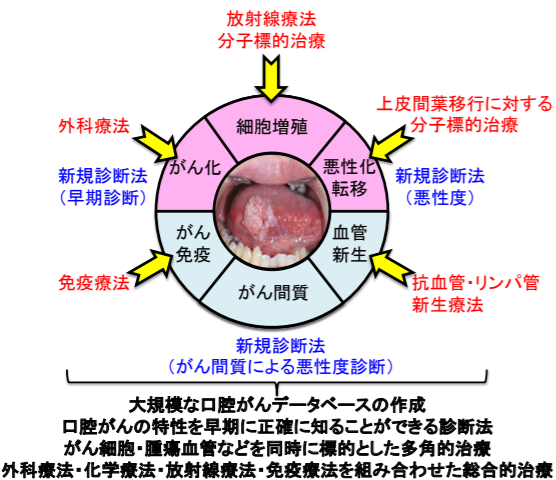 放射線療法
分子標的治療
上皮間葉移行に対する
分子標的治療
外科療法
細胞増殖
がん化
悪性化
転移
新規診断法
（早期診断）
新規診断法
（悪性度）
がん
免疫
血管
新生
がん間質
免疫療法
抗血管・リンパ管
新生療法
新規診断法
（がん間質による悪性度診断）
大規模な口腔がんデータベースの作成
口腔がんの特性を早期に正確に知ることができる診断法
がん細胞・腫瘍血管などを同時に標的とした多角的治療
外科療法・化学療法・放射線療法・免疫療法を組み合わせた総合的治療